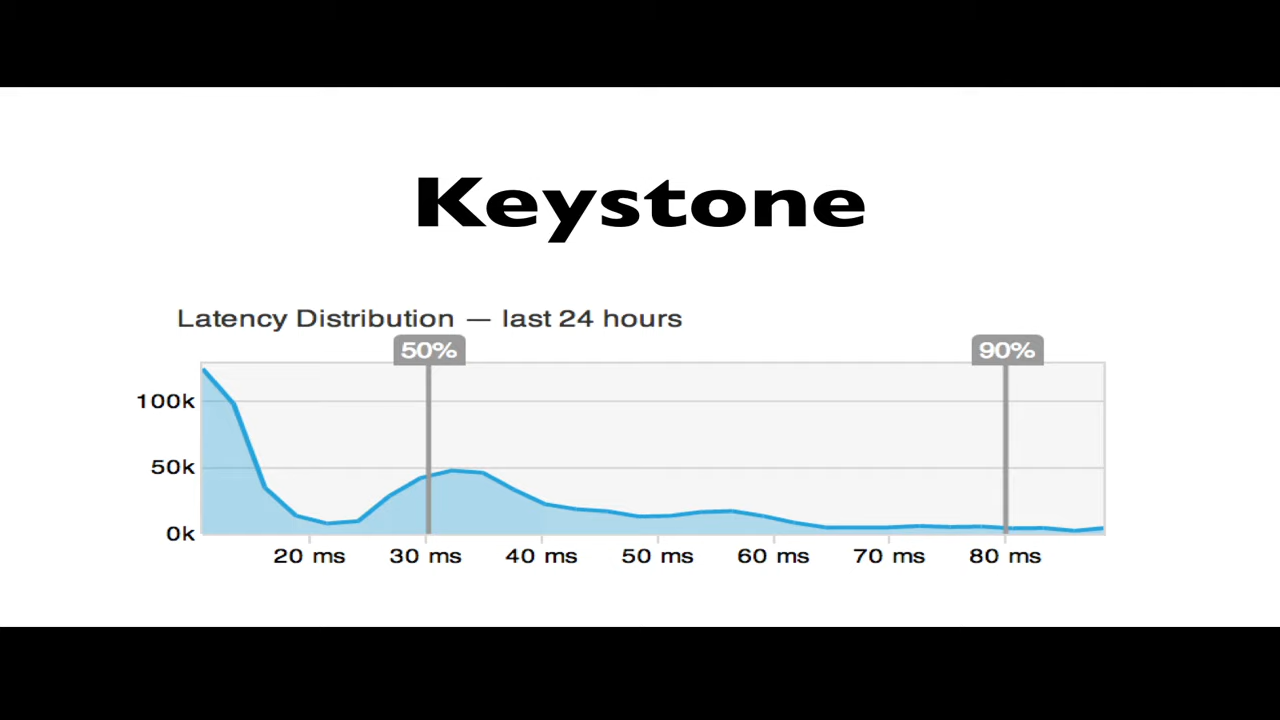 Keystone
Latency Distribution — last 24 hours
50% 90%
100k
50k
0k
20 ms 30 ms 40 ms 50 ms 60 ms 70 ms 80 ms